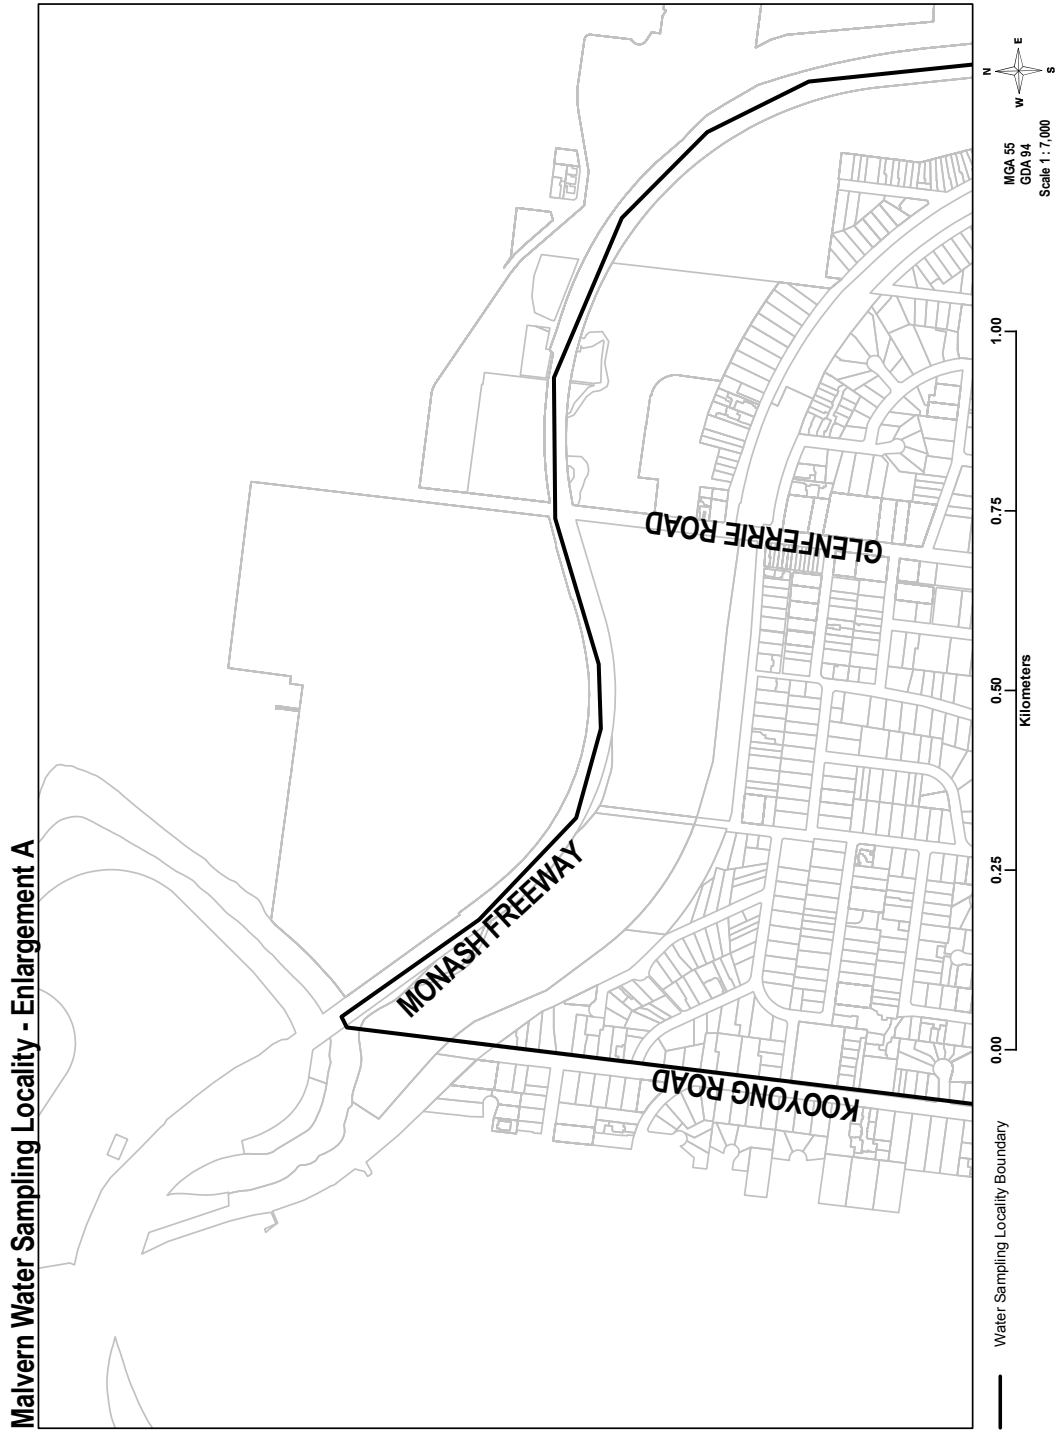 Malvern Water Sampling Locality - Enlargement A
MONASH FREEWAY
GLENFERRIE ROAD
KOOYONG ROAD
Water Sampling Locality Boundary
0.00 0.25 0.50 0.75 1.00
Kilometers
N
W
E
S
MGA 55
GDA 94
Scale 1 : 7,000